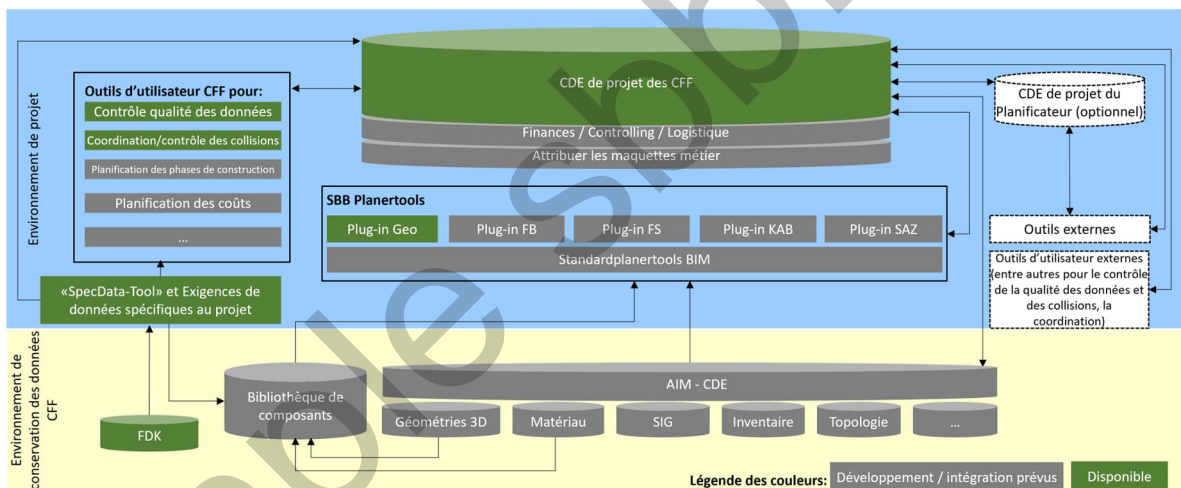 CDE de projet des CFF
Finances / Controlling / Logistique
Attribuer les maquettes métier
Environnement de projet
Outils d'utilisateur CFF pour:
Contrôle qualité des données
Coordination/contrôle des collisions
Planification des phases de construction
Planification des coûts
...
CDE de projet du
Planificateur (optionnel)
SBB Planertools
Plug-in Geo
Plug-in FB
Plug-in FS
Plug-in KAB
Plug-in SAZ
Standardplanertools BIM
Outils externes
Outils d'utilisateur externes
(entre autres pour le contrôle
de la qualité des données et
des collisions, la
coordination)
«SpecData-Tool» et Exigences de
données spécifiques au projet
Environnement de
conservation des données
CFF
FDK
Bibliothèque de
composants
AIM - CDE
Géométries 3D
Matériau
SIG
Inventaire
Topologie
...
Légende des couleurs:
Développement / intégration prévus
Disponible